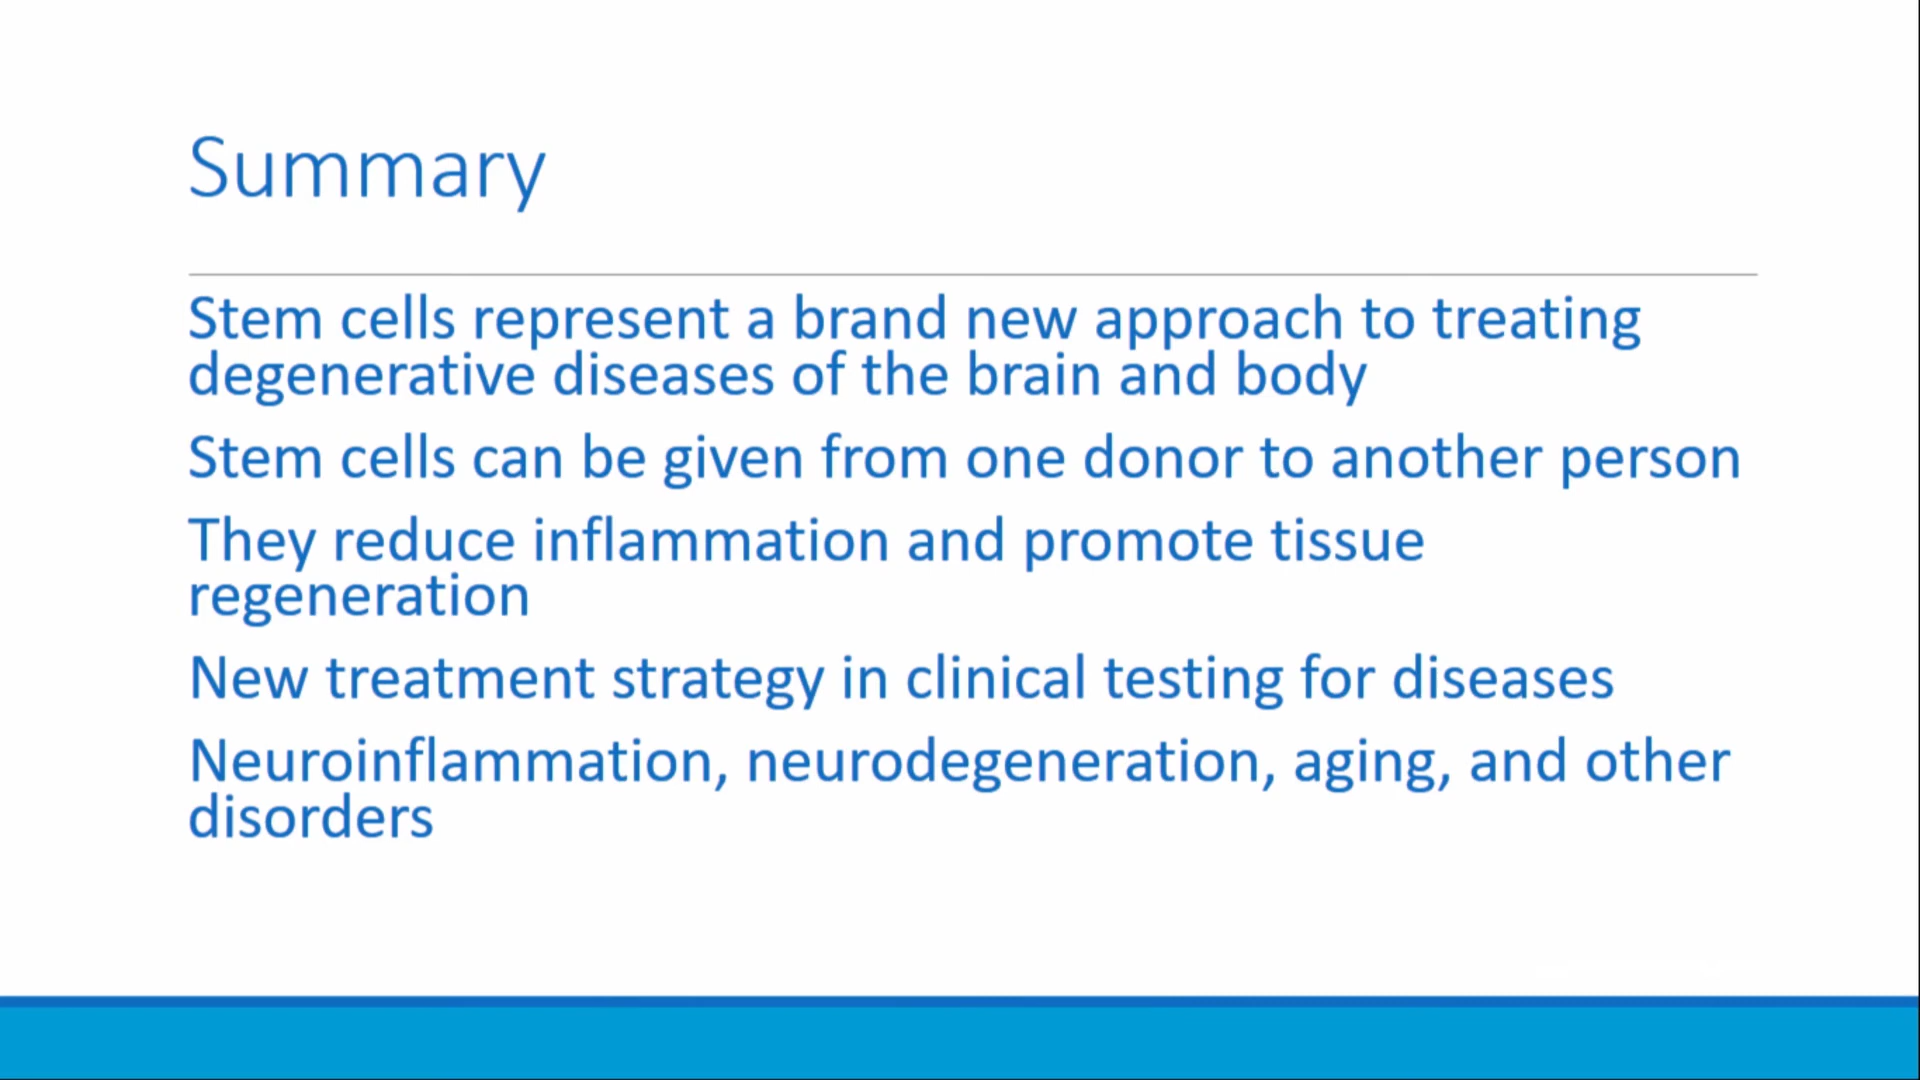 Summary
Stem cells represent a brand new approach to treating
degenerative diseases of the brain and body
Stem cells can be given from one donor to another person
They reduce inflammation and promote tissue
regeneration
New treatment strategy in clinical testing for diseases
Neuroinflammation, neurodegeneration, aging, and other
disorders